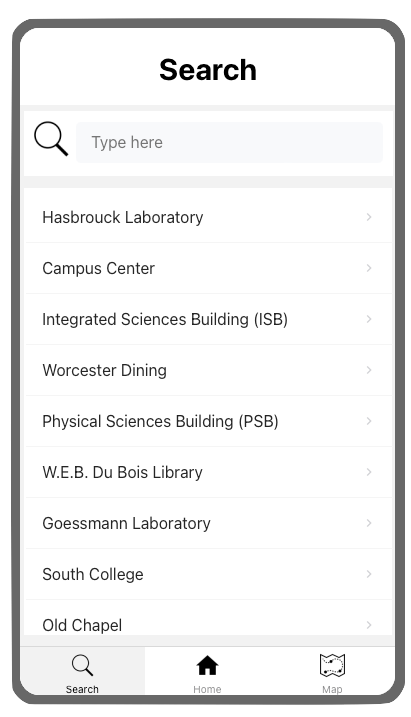 Search
Type here
Hasbrouck Laboratory
Campus Center
Integrated Sciences Building (ISB)
Worcester Dining
Physical Sciences Building (PSB)
W.E.B. Du Bois Library
Goessmann Laboratory
South College
Old Chapel
Search Home Map